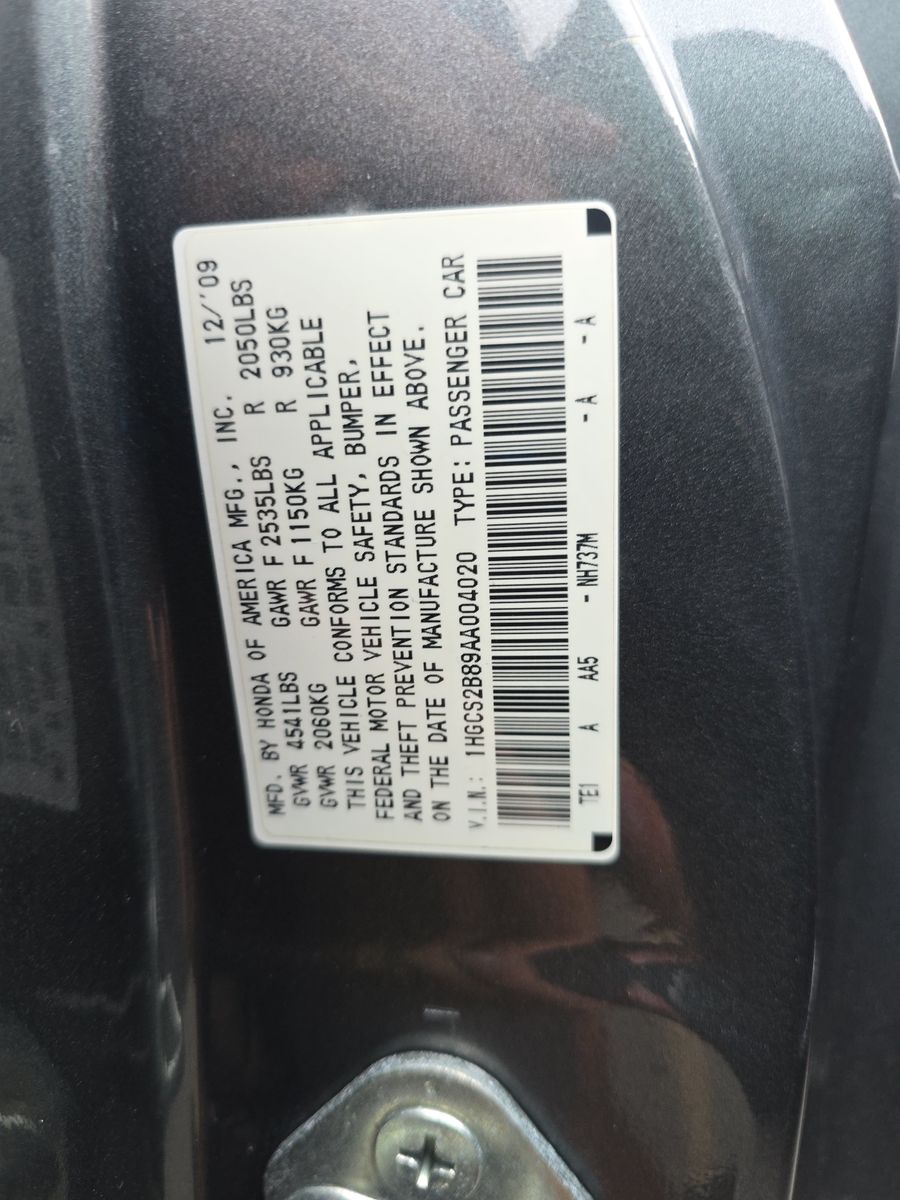 MFD. BY HONDA OF AMERICA MFG., INC. 12/'09
GVWR 4541LBS GAWR F 2535LBS R 2050LBS
GVWR 2060KG GAWR F 1150KG R 930KG
THIS VEHICLE CONFORMS TO ALL APPLICABLE
FEDERAL MOTOR VEHICLE SAFETY, BUMPER,
AND THEFT PREVENTION STANDARDS IN EFFECT
ON THE DATE OF MANUFACTURE SHOWN ABOVE.
V.I.N.: 1HGCS2B89AA004020 TYPE: PASSENGER CAR
TE1 A AA5 - NH737M - A - A